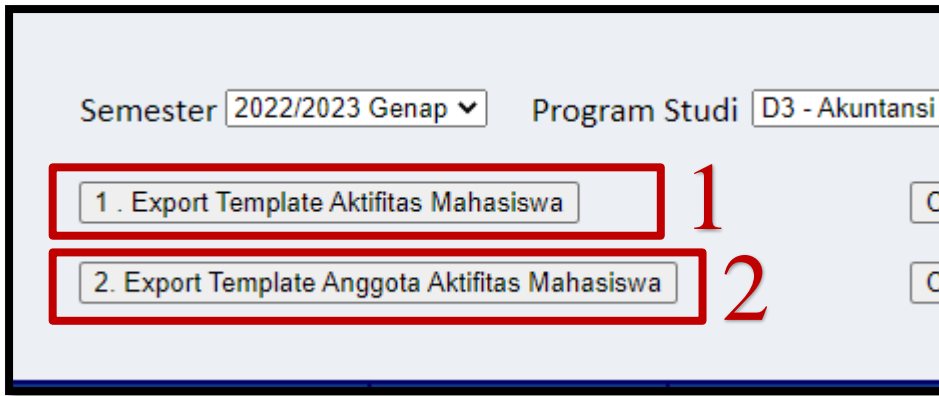 Semester 2022/2023 Genap Program Studi D3 - Akuntansi
1 . Export Template Aktifitas Mahasiswa 1
2. Export Template Anggota Aktifitas Mahasiswa 2